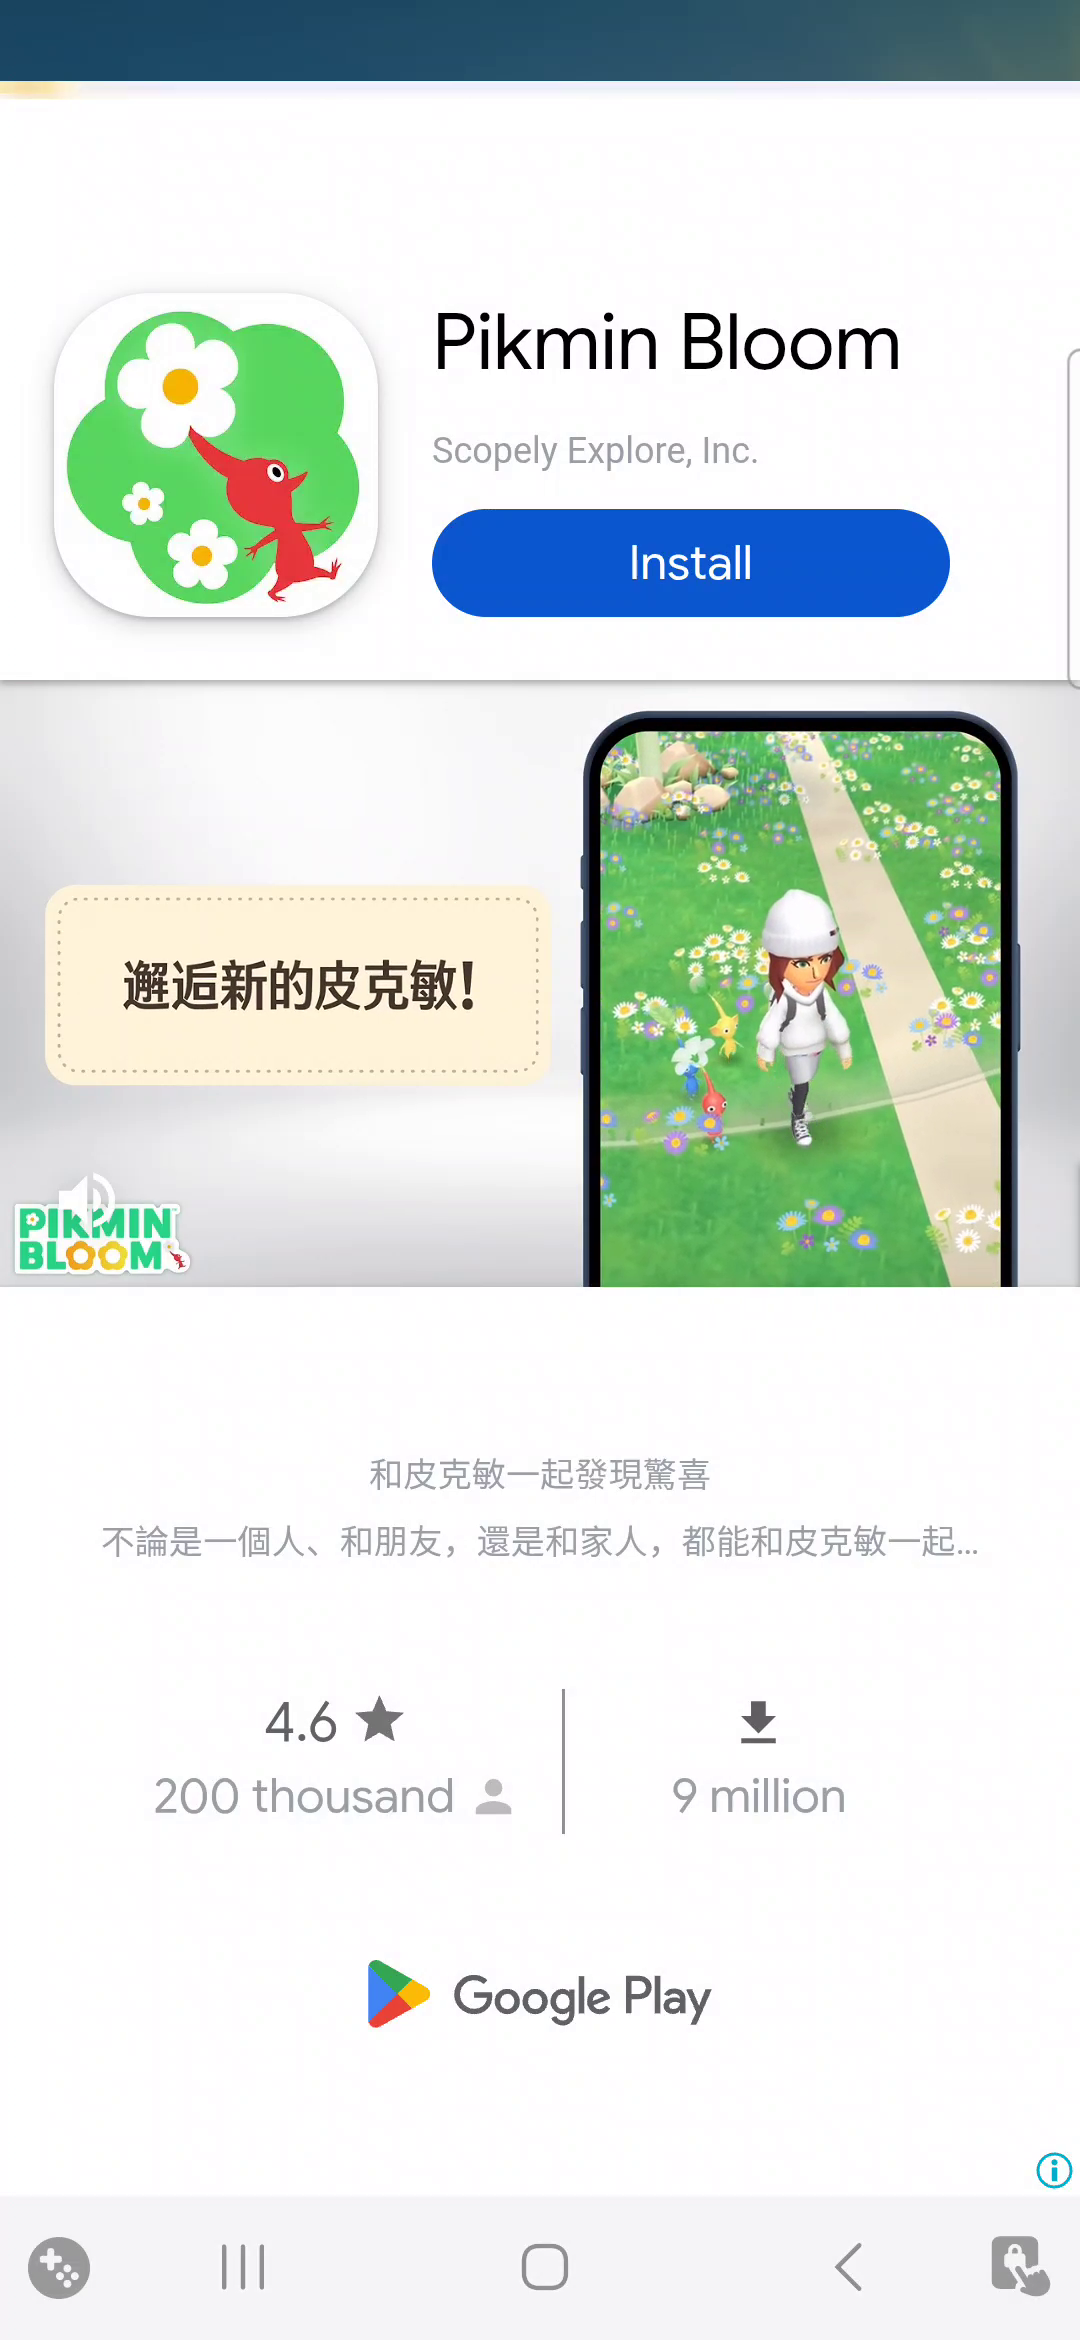 Pikmin Bloom
Scopely Explore, Inc.
Install
邂逅新的皮克敏!
PIKMIN
BLOOM
和皮克敏一起發現驚喜
不論是一個人、和朋友，還是和家人，都能和皮克敏一起...
4.6
200 thousand
9 million
Google Play